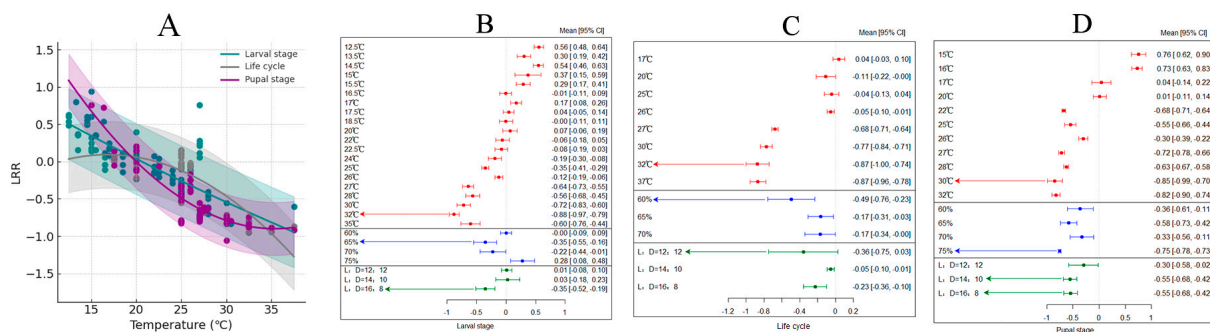 A
LRR
1.5
1.0
0.5
0.0
−0.5
−1.0
−1.5
15
20
25
30
35
Temperature (℃)
Larval stage
Life cycle
Pupal stage
B
Mean [95% CI]
12.5℃ 0.56 [ 0.48, 0.64]
13.5℃ 0.30 [ 0.19, 0.42]
14.5℃ 0.54 [ 0.46, 0.63]
15℃ 0.37 [ 0.15, 0.59]
15.5℃ 0.29 [ 0.17, 0.41]
16.5℃ -0.01 [-0.11, 0.09]
17℃ 0.17 [ 0.08, 0.26]
17.5℃ 0.04 [-0.05, 0.14]
18.5℃ -0.00 [-0.11, 0.11]
20℃ 0.07 [-0.06, 0.19]
22℃ -0.06 [-0.18, 0.05]
22.5℃ -0.08 [-0.19, 0.03]
24℃ -0.19 [-0.30, -0.08]
25℃ -0.35 [-0.41, -0.29]
26℃ -0.12 [-0.19, -0.06]
27℃ -0.64 [-0.73, -0.55]
28℃ -0.56 [-0.68, -0.45]
30℃ -0.72 [-0.83, -0.60]
32℃ -0.88 [-0.97, -0.79]
35℃ -0.60 [-0.76, -0.44]
60% -0.00 [-0.09, 0.09]
65% -0.35 [-0.55, -0.16]
70% -0.22 [-0.44, -0.01]
75% 0.28 [ 0.08, 0.48]
L: D=12: 12 0.01 [-0.08, 0.10]
L: D=14: 10 0.03 [-0.18, 0.23]
L: D=16: 8 -0.35 [-0.52, -0.19]
-1 -0.5 0 0.5 1
Larval stage
C
Mean [95% CI]
17℃ 0.04 [-0.03, 0.10]
20℃ -0.11 [-0.22, -0.00]
25℃ -0.04 [-0.13, 0.04]
26℃ -0.05 [-0.10, -0.01]
27℃ -0.68 [-0.71, -0.64]
30℃ -0.77 [-0.84, -0.71]
32℃ -0.87 [-1.00, -0.74]
37℃ -0.87 [-0.96, -0.78]
60% -0.49 [-0.76, -0.23]
65% -0.17 [-0.31, -0.03]
70% -0.17 [-0.34, -0.00]
L: D=12: 12 -0.36 [-0.75, 0.03]
L: D=14: 10 -0.05 [-0.10, -0.01]
L: D=16: 8 -0.23 [-0.36, -0.10]
-1.2 -1 -0.6 -0.2 0 0.2
Life cycle
D
Mean [95% CI]
15℃ 0.76 [ 0.62, 0.90
16℃ 0.73 [ 0.63, 0.83
17℃ 0.04 [-0.14, 0.22
20℃ 0.01 [-0.11, 0.14
22℃ -0.68 [-0.71, -0.64
25℃ -0.55 [-0.66, -0.44
26℃ -0.30 [-0.39, -0.22
27℃ -0.72 [-0.78, -0.66
28℃ -0.63 [-0.67, -0.58
30℃ -0.85 [-0.99, -0.70
32℃ -0.82 [-0.90, -0.74
60% -0.36 [-0.61, -0.11
65% -0.58 [-0.73, -0.42
70% -0.33 [-0.56, -0.11
75% -0.75 [-0.78, -0.73
L: D=12: 12 -0.30 [-0.58, -0.02
L: D=14: 10 -0.55 [-0.68, -0.42
L: D=16: 8 -0.55 [-0.68, -0.42
-1 0 0.5 1
Pupal stage